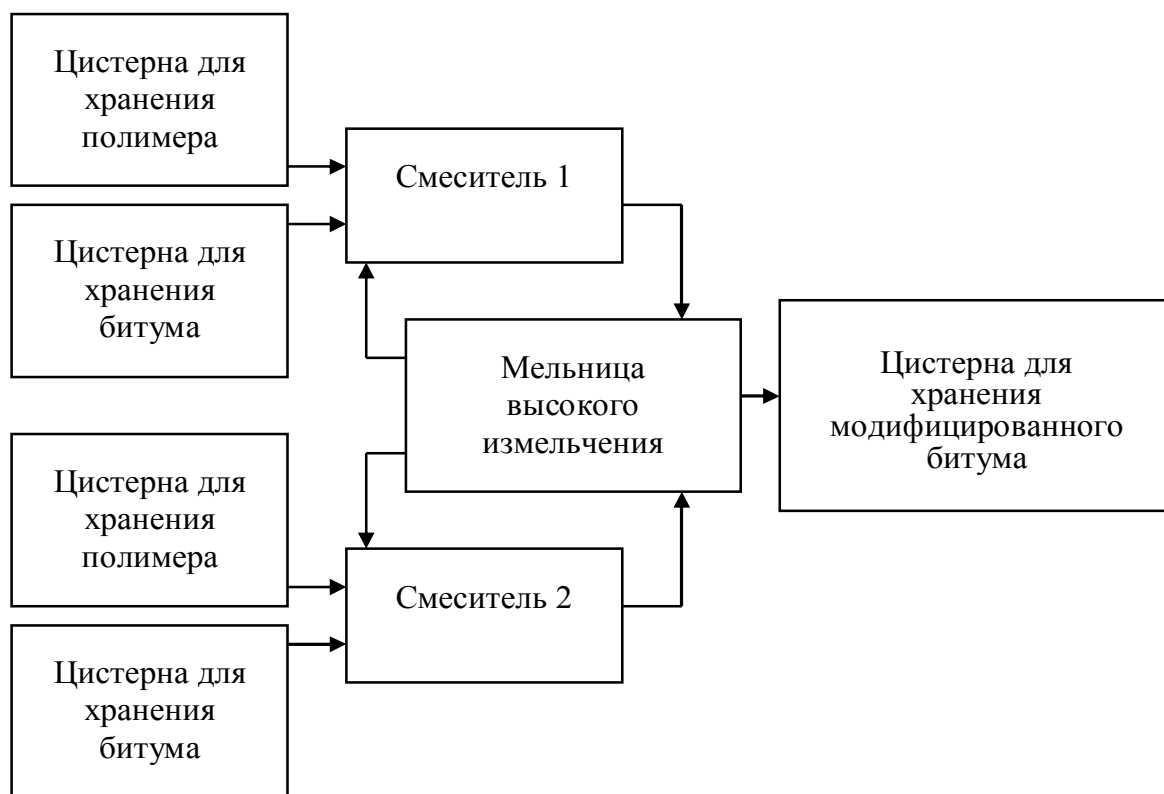 Цистерна для
хранения
полимера
Смеситель 1
Цистерна для
хранения
битума
Мельница
высокого
измельчения
Цистерна для
хранения
модифицированного
битума
Цистерна для
хранения
полимера
Смеситель 2
Цистерна для
хранения
битума